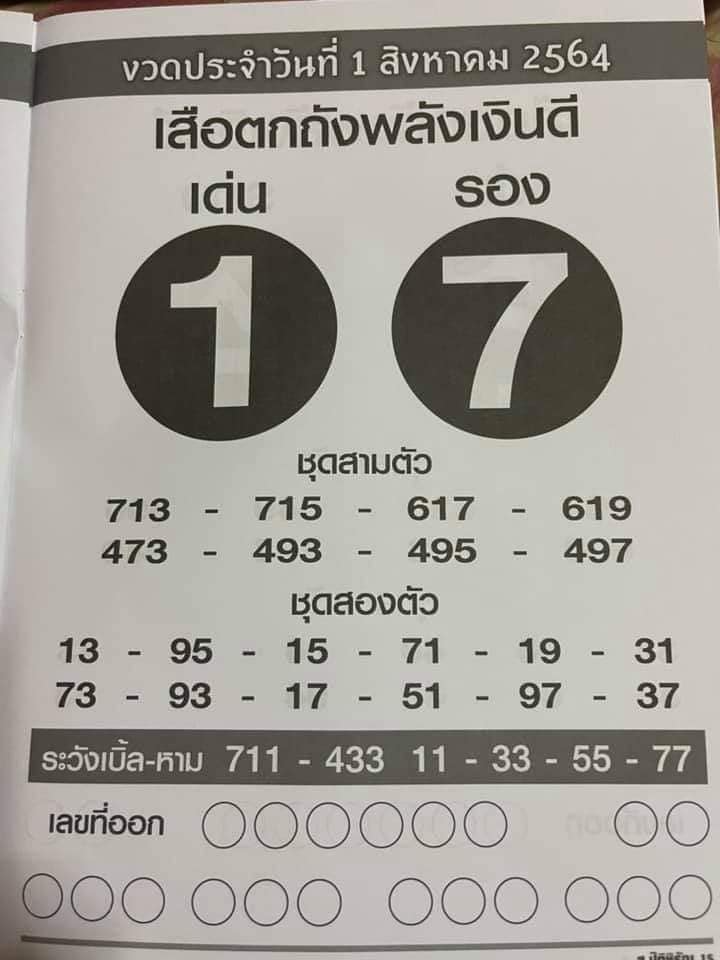 งวดประจำวันที่ 1 สิงหาคม 2564
เสือตกถังพลังเงินดี
เด่น รอง
1 7
ชุดสามตัว
713 - 715 - 617 - 619
473 - 493 - 495 - 497
ชุดสองตัว
13 - 95 - 15 - 71 - 19 - 31
73 - 93 - 17 - 51 - 97 - 37
ระวังเบิ้ล-หาม 711 - 433 11 - 33 - 55 - 77
เลขที่ออก
15